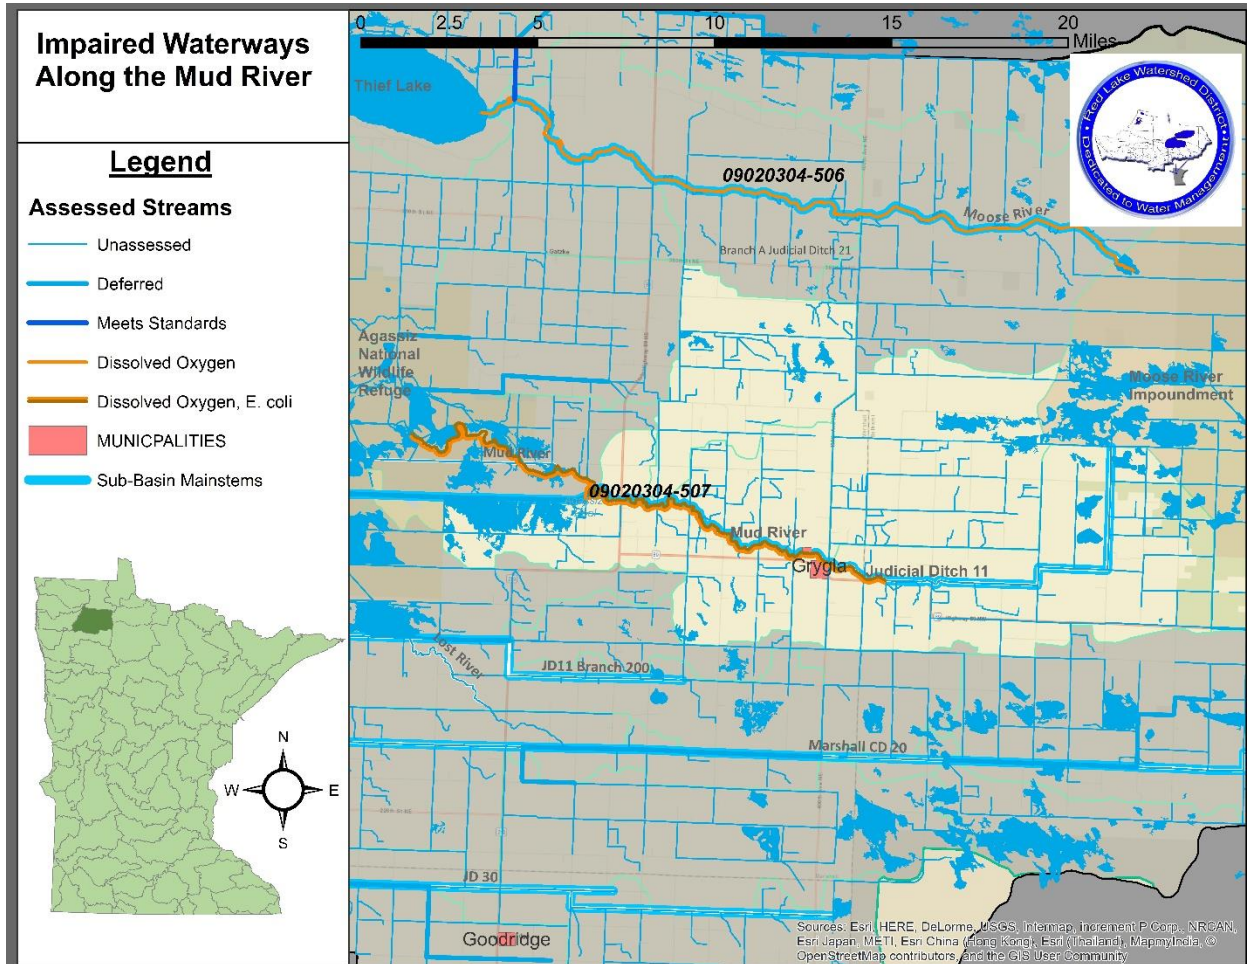 Impaired Waterways
Along the Mud River
Legend
Assessed Streams
Unassessed
Deferred
Meets Standards
Dissolved Oxygen
Dissolved Oxygen, E. coli
MUNICPALITIES
Sub-Basin Mainstems
N
W E
S
0 2.5 5 10 15 20
Miles
Red Lake Watershed District
Dedicated to Water Management
Thief Lake
09020304-506
Moose River
Branch A Judicial Ditch 21
Gatzke
Agassiz
National
Wildlife
Refuge
Moose River
Impoundment
Mud River
09020304-507
Mud River
Grygla
Judicial Ditch 11
Lost River
JD11 Branch 200
Marshall CD 20
JD 30
Goodridge
Sources: Esri, HERE, DeLorme, USGS, Intermap, increment P Corp., NRCAN,
Esri Japan, METI, Esri China (Hong Kong), Esri (Thailand), MapmyIndia, ©
OpenStreetMap contributors, and the GIS User Community